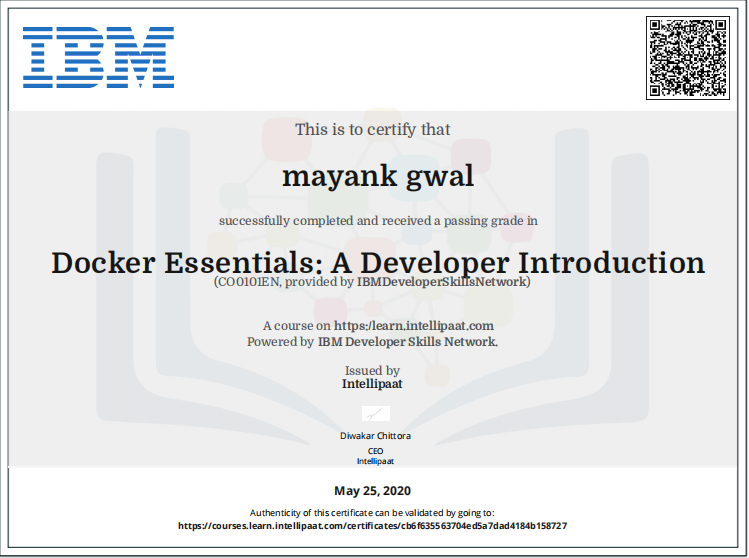 IBM
This is to certify that
mayank gwal
successfully completed and received a passing grade in
Docker Essentials: A Developer Introduction
(CO0101EN, provided by IBMDeveloperSkillsNetwork)
A course on https:/learn.intellipaat.com
Powered by IBM Developer Skills Network.
Issued by
Intellipaat
Diwakar Chittora
CEO
Intellipaat
May 25, 2020
Authenticity of this certificate can be validated by going to:
https://courses.learn.intellipaat.com/certificates/cb6f635563704ed5a7dad4184b158727